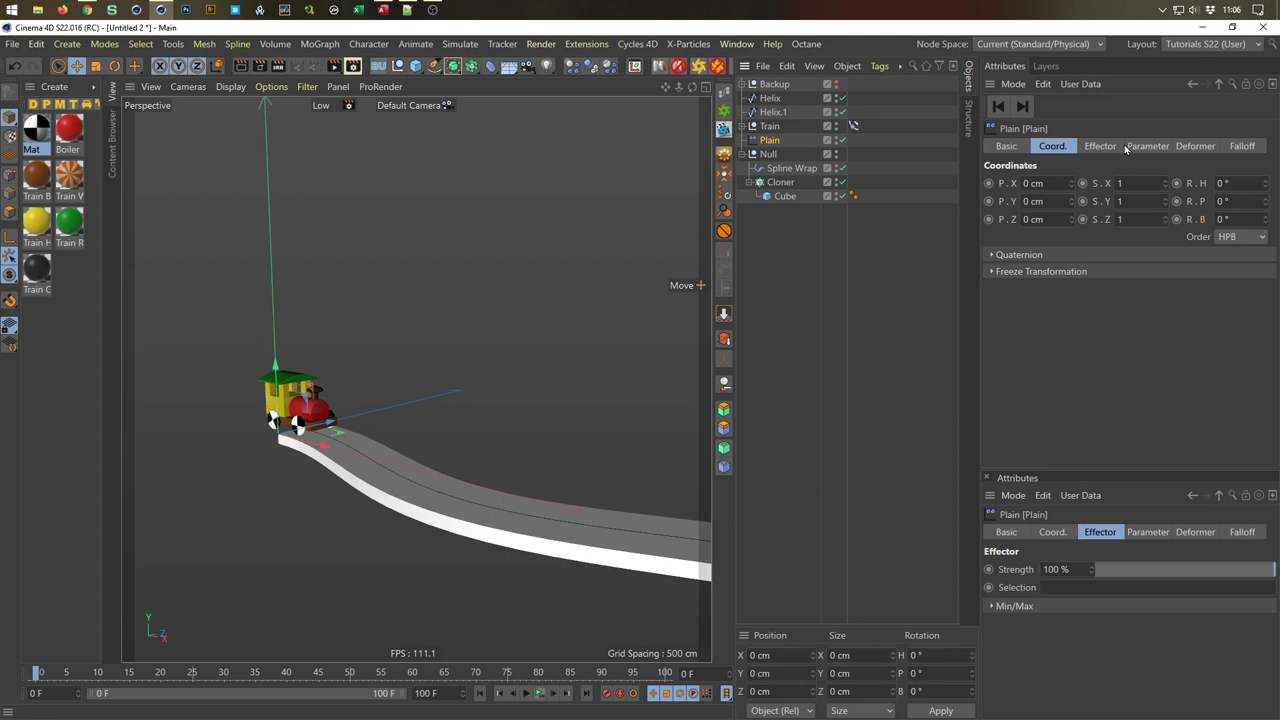 11:06
Cinema 4D S22.016 (RC) - [Untitled 2 *] - Main
File Edit Create Modes Select Tools Mesh Spline Volume MoGraph Character Animate Simulate Tracker Render Extensions Cycles 4D X-Particles Window Help Octane Node Space: Current (Standard/Physical) Layout: Tutorials S22 (User)
Create View Cameras Display Options Filter Panel ProRender File Edit View Object Tags Attributes Layers
Mode Edit User Data
D P M T
Perspective Low Default Camera
View
Content Browser
Objects
Structure
Mat Boiler
Train B Train W
Train H Train R
Train C
Backup
Helix
Helix.1
Train
Plain
Null
Spline Wrap
Cloner
Cube
Move
Plain [Plain]
Basic Coord. Effector Parameter Deformer Falloff
Coordinates
P . X 0 cm S . X 1 R . H 0 °
P . Y 0 cm S . Y 1 R . P 0 °
P . Z 0 cm S . Z 1 R . B 0 °
Order HPB
Quaternion
Freeze Transformation
Attributes
Mode Edit User Data
Plain [Plain]
Basic Coord. Effector Parameter Deformer Falloff
Effector
Strength 100 %
Selection
Min/Max
Y
Z
X
FPS : 111.1 Grid Spacing : 500 cm
0 5 10 15 20 25 30 35 40 45 50 55 60 65 70 75 80 85 90 95 100 0 F
0 F 0 F 100 F 100 F
Position Size Rotation
X 0 cm X 0 cm H 0 °
Y 0 cm Y 0 cm P 0 °
Z 0 cm Z 0 cm B 0 °
Object (Rel) Size Apply